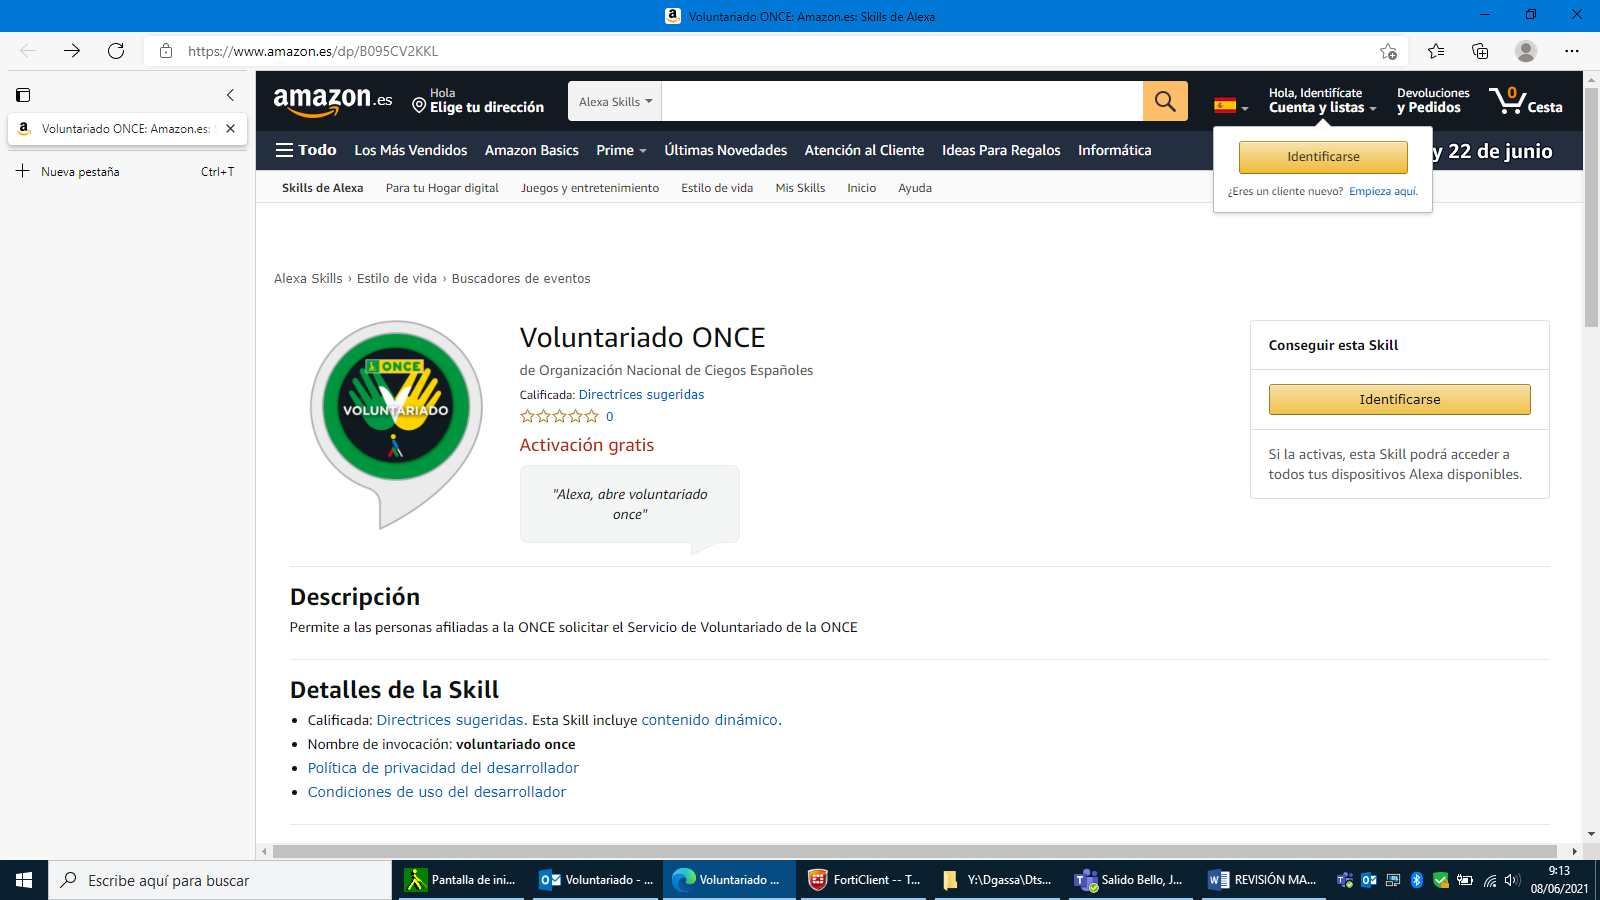 Voluntariado ONCE: Amazon.es: Skills de Alexa
https://www.amazon.es/dp/B095CV2KKL
Voluntariado ONCE: Amazon.es:
Nueva pestaña Ctrl+T
amazon.es
Hola
Elige tu dirección
Alexa Skills
Hola, Identifícate
Cuenta y listas
Devoluciones
y Pedidos
0
Cesta
Todo Los Más Vendidos Amazon Basics Prime Últimas Novedades Atención al Cliente Ideas Para Regalos Informática
y 22 de junio
Identificarse
¿Eres un cliente nuevo? Empieza aquí.
Skills de Alexa Para tu Hogar digital Juegos y entretenimiento Estilo de vida Mis Skills Inicio Ayuda
Alexa Skills › Estilo de vida › Buscadores de eventos
ONCE
VOLUNTARIADO
Voluntariado ONCE
de Organización Nacional de Ciegos Españoles
Calificada: Directrices sugeridas
0
Activación gratis
"Alexa, abre voluntariado
once"
Conseguir esta Skill
Identificarse
Si la activas, esta Skill podrá acceder a
todos tus dispositivos Alexa disponibles.
Descripción
Permite a las personas afiliadas a la ONCE solicitar el Servicio de Voluntariado de la ONCE
Detalles de la Skill
• Calificada: Directrices sugeridas. Esta Skill incluye contenido dinámico.
• Nombre de invocación: voluntariado once
• Política de privacidad del desarrollador
• Condiciones de uso del desarrollador
Escribe aquí para buscar
Pantalla de ini...
Voluntariado - ...
Voluntariado ...
FortiClient -- T...
Y:\Dgassa\Dts...
Salido Bello, J...
REVISIÓN MA...
9:13
08/06/2021